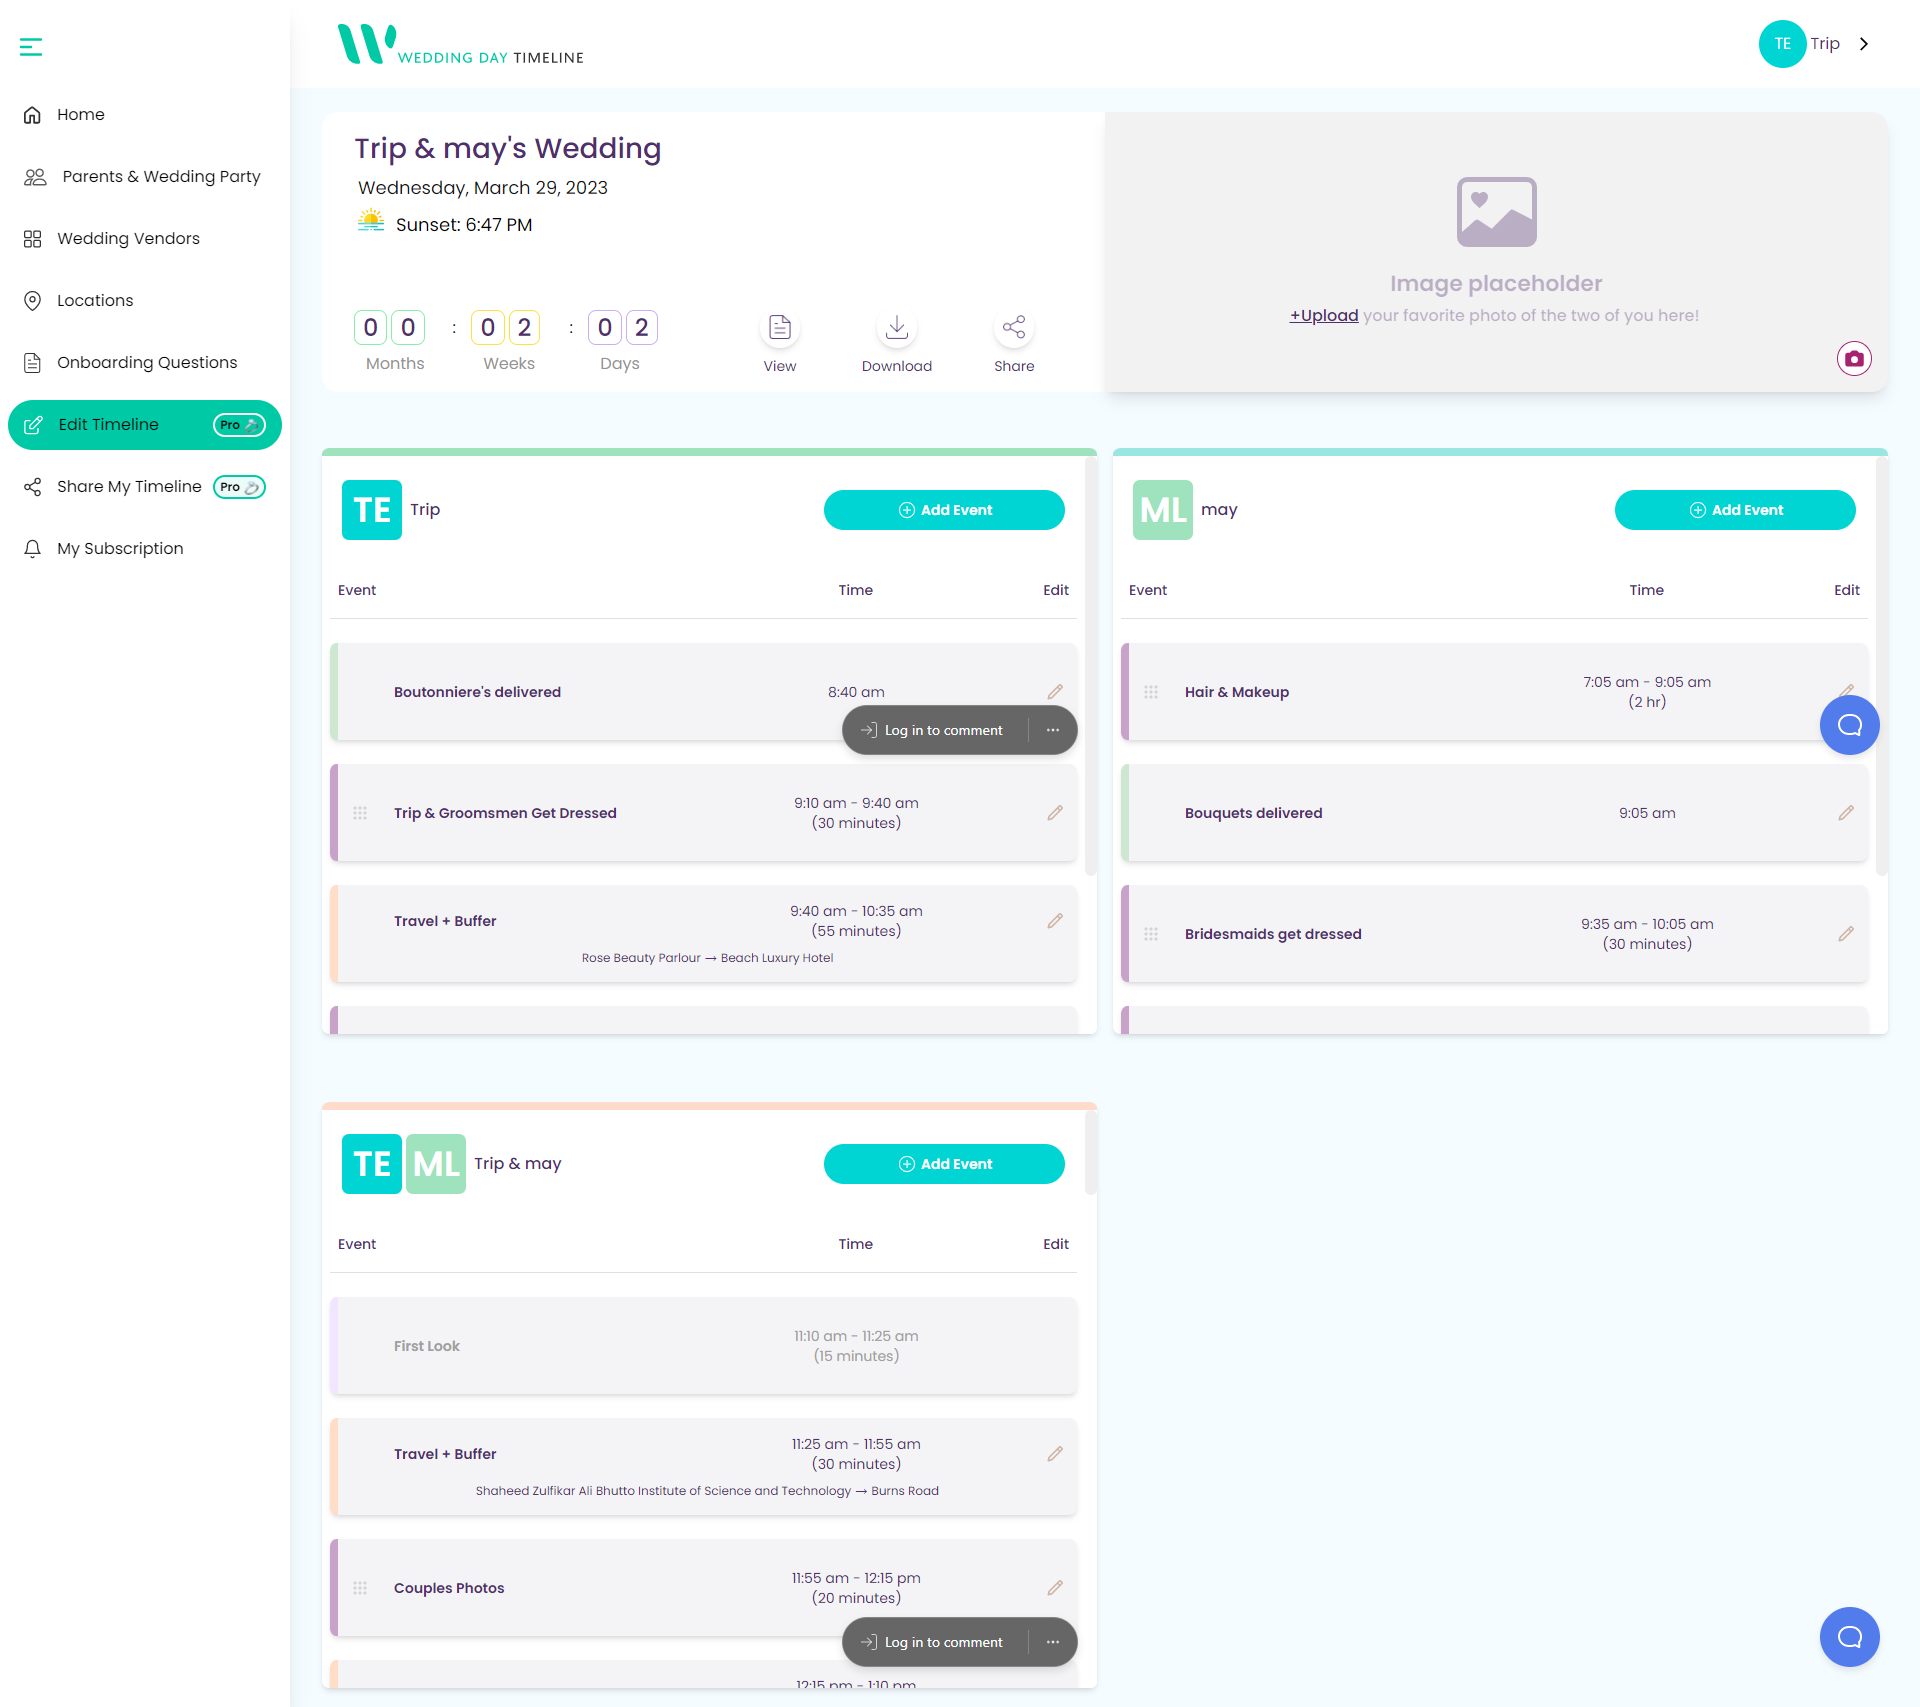 WEDDING DAY TIMELINE
TE Trip
Home
Parents & Wedding Party
Wedding Vendors
Locations
Onboarding Questions
Edit Timeline Pro
Share My Timeline Pro
My Subscription
Trip & may's Wedding
Wednesday, March 29, 2023
Sunset: 6:47 PM
0 0 : 0 2 : 0 2
Months Weeks Days
View Download Share
Image placeholder
+Upload your favorite photo of the two of you here!
TE Trip Add Event
Event Time Edit
Boutonniere's delivered 8:40 am
Log in to comment
Trip & Groomsmen Get Dressed 9:10 am - 9:40 am
(30 minutes)
Travel + Buffer 9:40 am - 10:35 am
(55 minutes)
Rose Beauty Parlour → Beach Luxury Hotel
ML may Add Event
Event Time Edit
Hair & Makeup 7:05 am - 9:05 am
(2 hr)
Bouquets delivered 9:05 am
Bridesmaids get dressed 9:35 am - 10:05 am
(30 minutes)
TE ML Trip & may Add Event
Event Time Edit
First Look 11:10 am - 11:25 am
(15 minutes)
Travel + Buffer 11:25 am - 11:55 am
(30 minutes)
Shaheed Zulfikar Ali Bhutto Institute of Science and Technology → Burns Road
Couples Photos 11:55 am - 12:15 pm
(20 minutes)
Log in to comment
12:15 pm - 1:10 pm